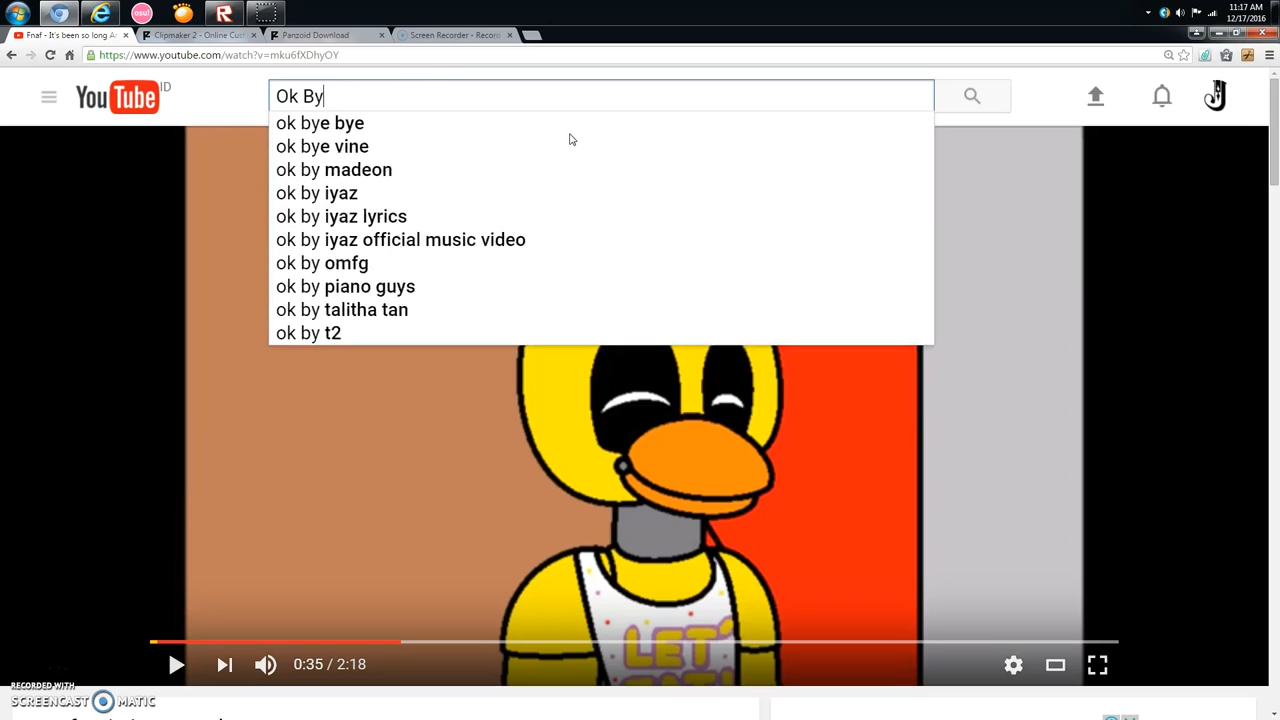 11:17 AM
12/17/2016
osu!
Fnaf - It's been so long A
Clipmaker 2 - Online Cust
Panzoid Download
Screen Recorder - Recor
https://www.youtube.com/watch?v=mku6fXDhyOY
YouTube ID
Ok By
ok bye bye
ok bye vine
ok by madeon
ok by iyaz
ok by iyaz lyrics
ok by iyaz official music video
ok by omfg
ok by piano guys
ok by talitha tan
ok by t2
LET'
0:35 / 2:18
RECORDED WITH
SCREENCAST MATIC